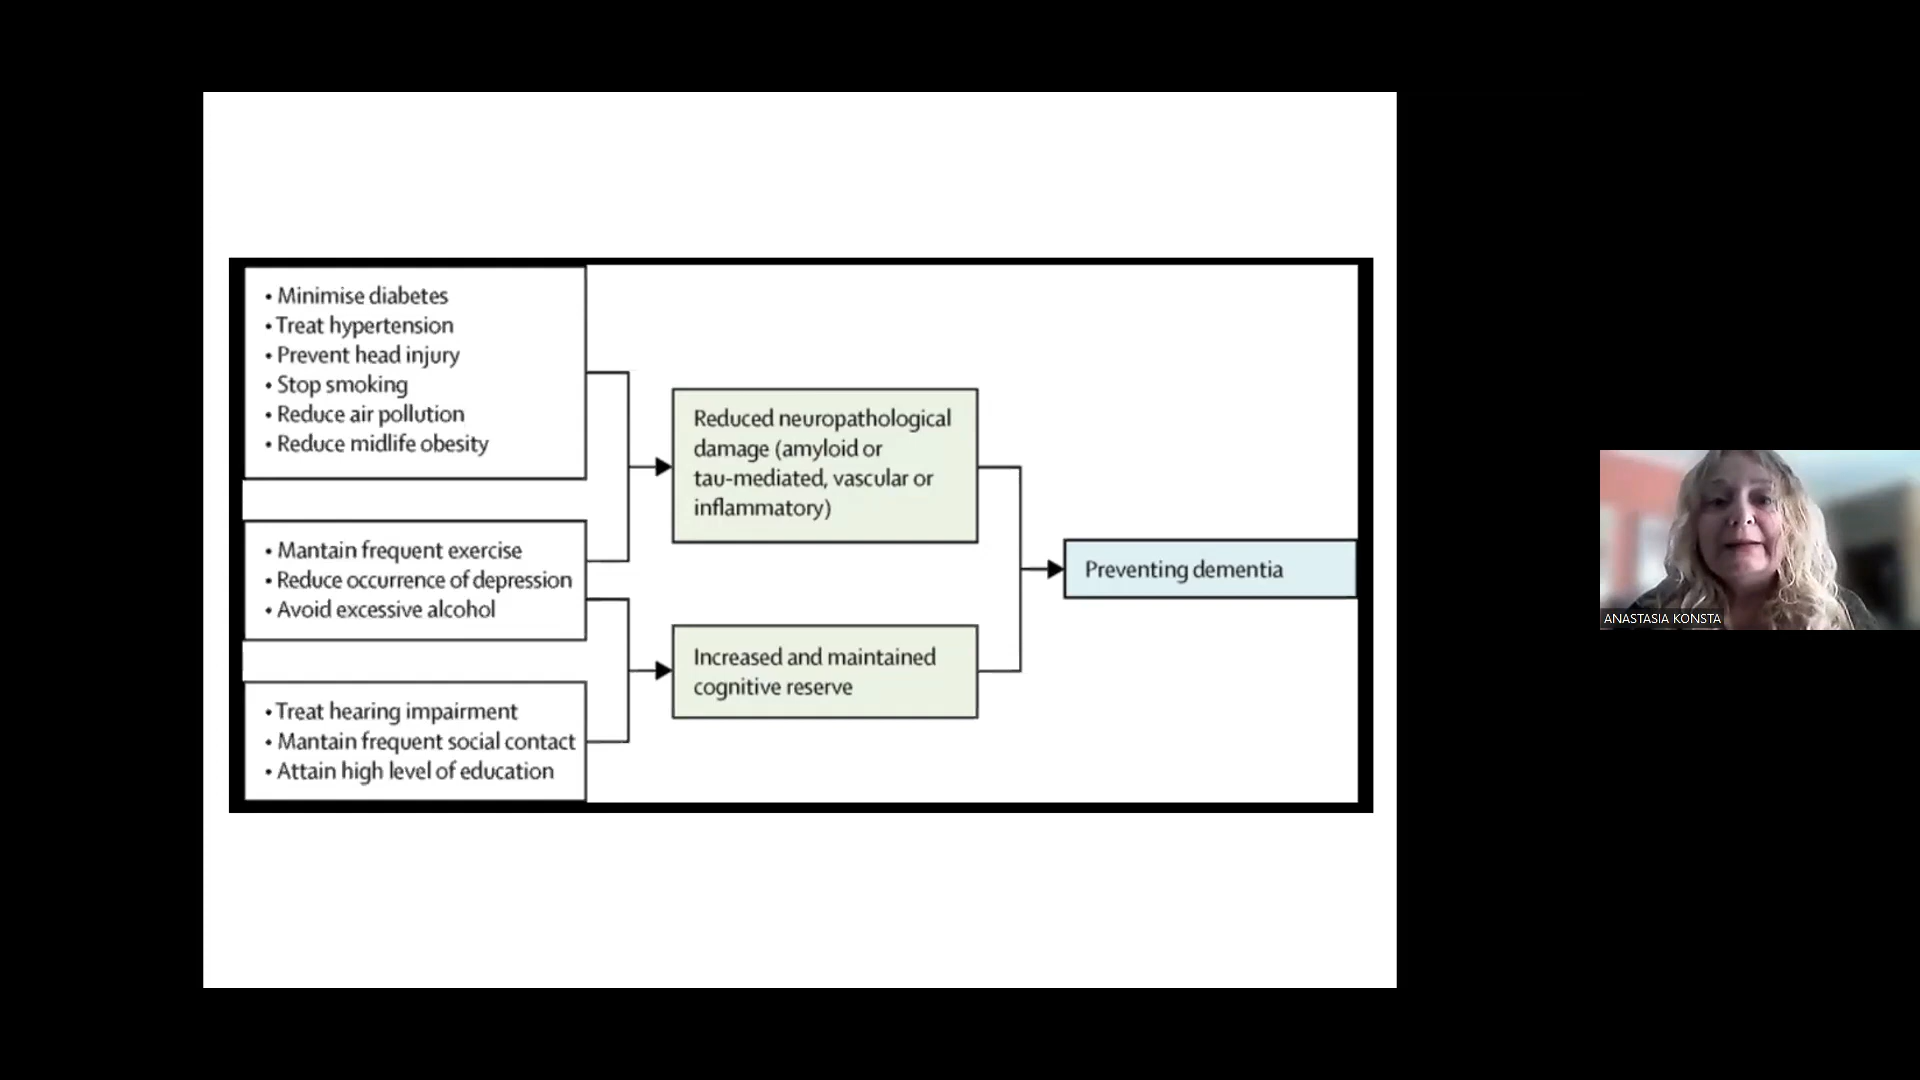 • Minimise diabetes
• Treat hypertension
• Prevent head injury
• Stop smoking
• Reduce air pollution
• Reduce midlife obesity
• Mantain frequent exercise
• Reduce occurrence of depression
• Avoid excessive alcohol
• Treat hearing impairment
• Mantain frequent social contact
• Attain high level of education
Reduced neuropathological
damage (amyloid or
tau-mediated, vascular or
inflammatory)
Increased and maintained
cognitive reserve
Preventing dementia
ANASTASIA KONSTA